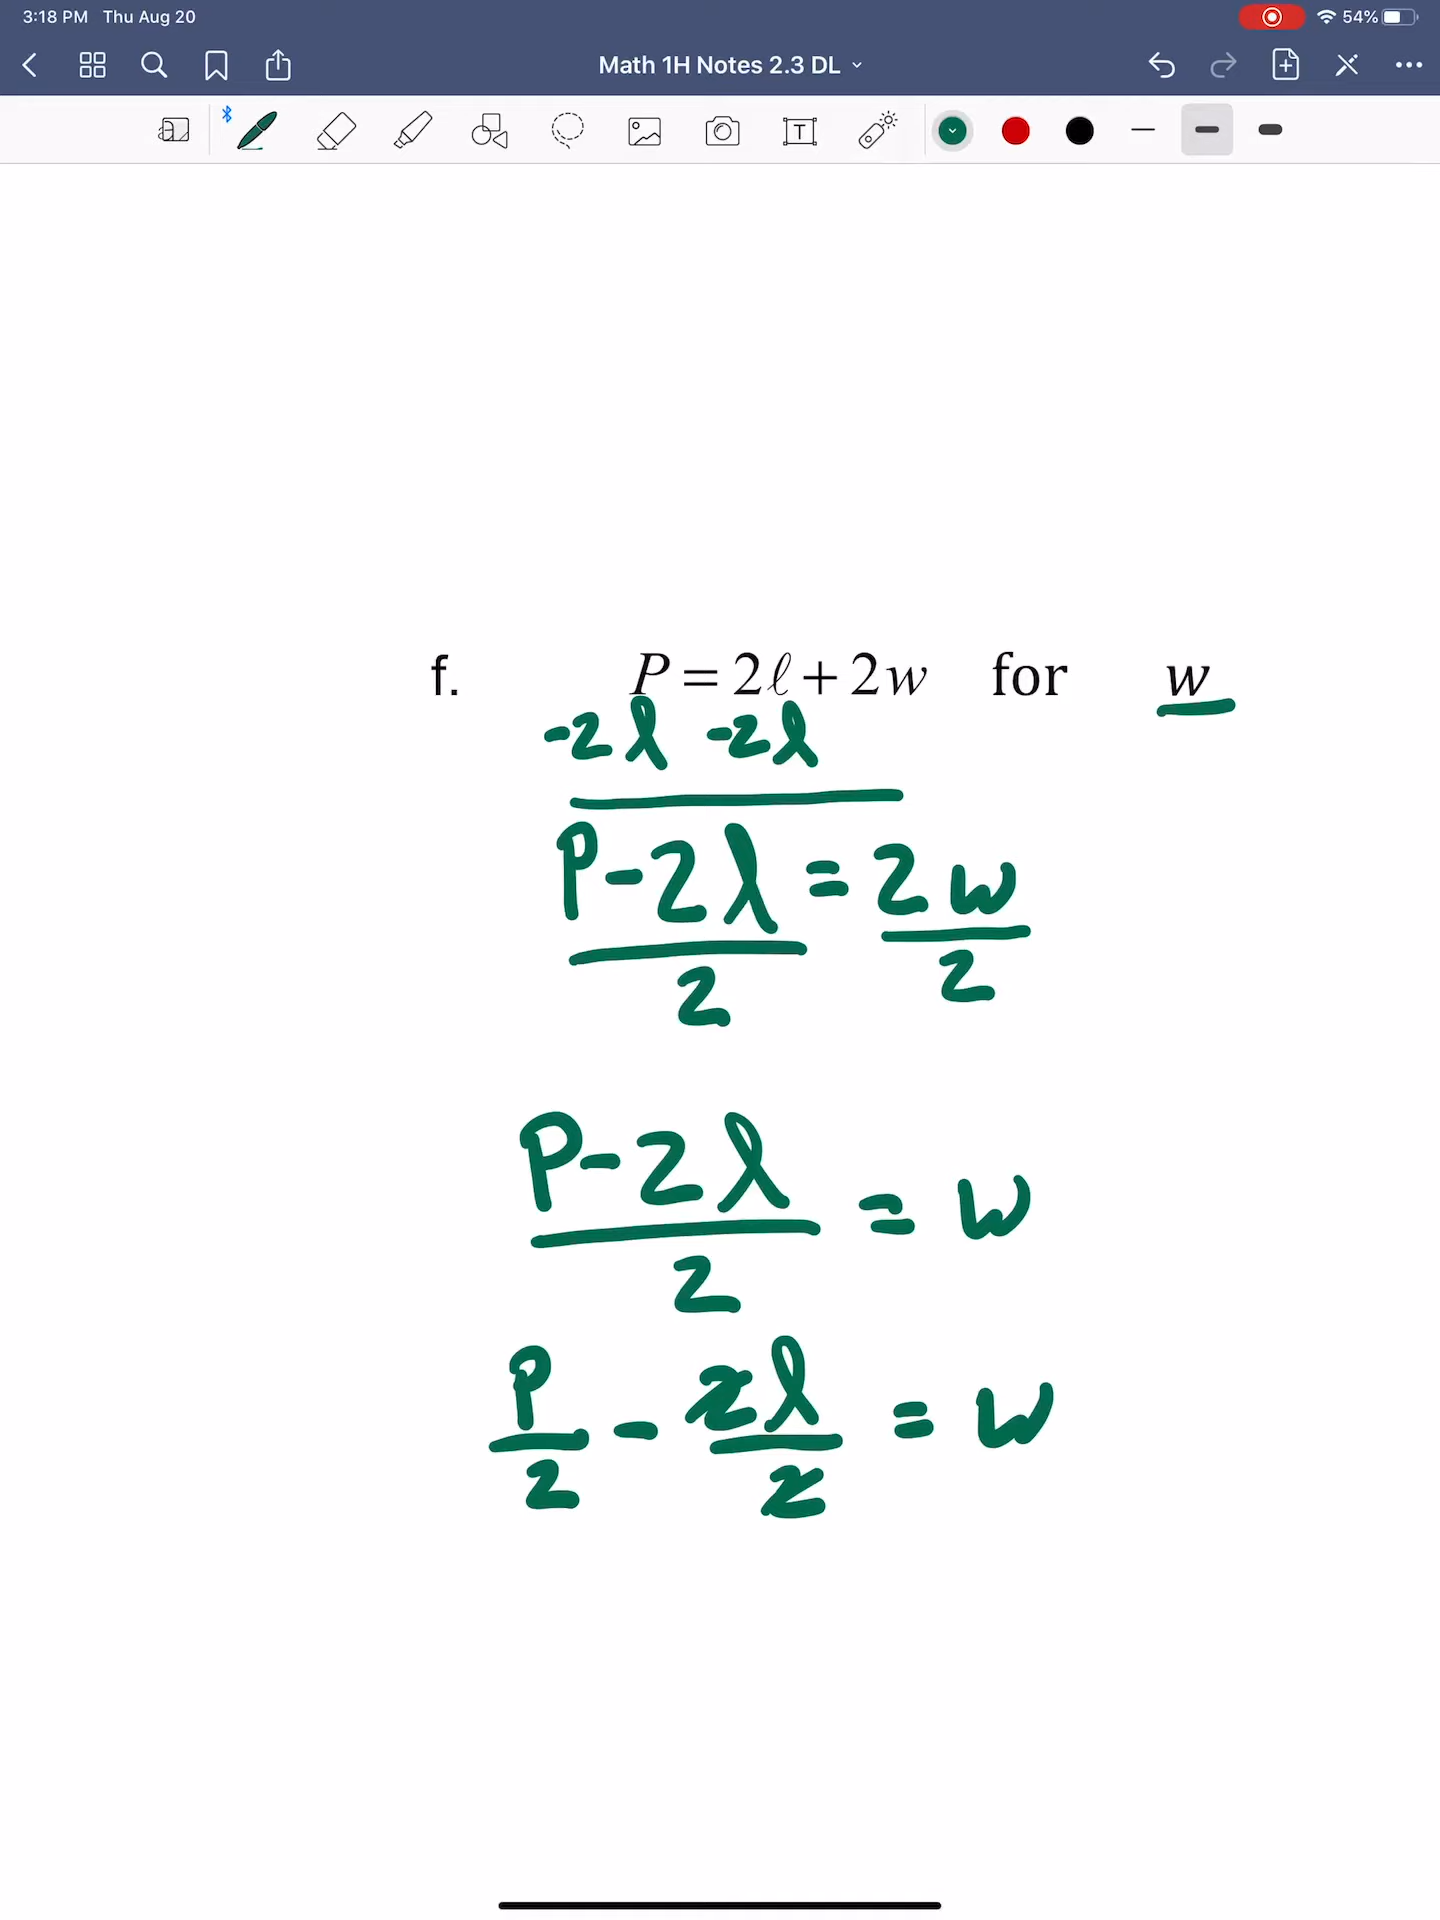 3:18 PM Thu Aug 20 54%
Math 1H Notes 2.3 DL
T
f. P = 2ℓ + 2w for w
-2ℓ -2ℓ
P - 2ℓ = 2w
2 2
P - 2ℓ = w
2
P - 2ℓ = w
2 2